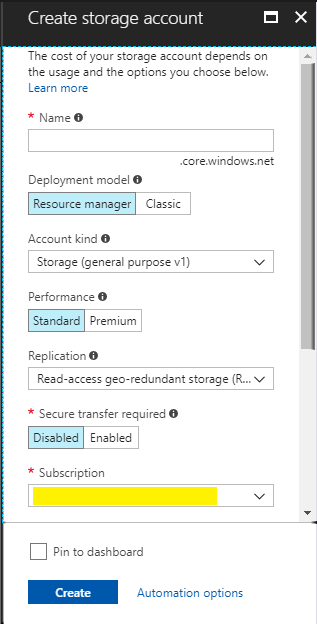 Create storage account
The cost of your storage account depends on
the usage and the options you choose below.
Learn more
* Name
.core.windows.net
Deployment model
Resource manager Classic
Account kind
Storage (general purpose v1)
Performance
Standard Premium
Replication
Read-access geo-redundant storage (R...
* Secure transfer required
Disabled Enabled
* Subscription
Pin to dashboard
Create Automation options